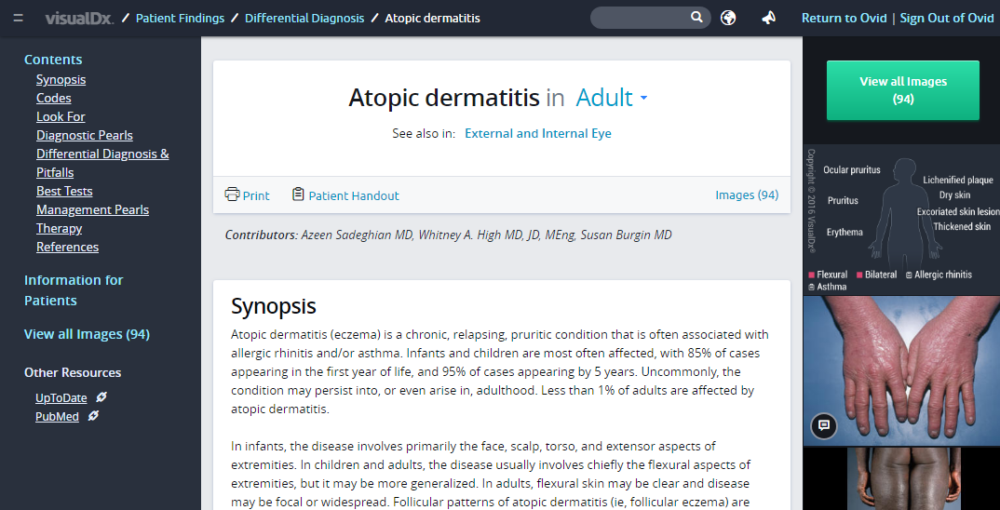 visualDx. / Patient Findings / Differential Diagnosis / Atopic dermatitis
Return to Ovid | Sign Out of Ovid
Contents
Synopsis
Codes
Look For
Diagnostic Pearls
Differential Diagnosis &
Pitfalls
Best Tests
Management Pearls
Therapy
References
Information for
Patients
View all Images (94)
Other Resources
UpToDate
PubMed
Atopic dermatitis in Adult
See also in: External and Internal Eye
Print Patient Handout Images (94)
Contributors: Azeen Sadeghian MD, Whitney A. High MD, JD, MEng, Susan Burgin MD
Synopsis
Atopic dermatitis (eczema) is a chronic, relapsing, pruritic condition that is often associated with
allergic rhinitis and/or asthma. Infants and children are most often affected, with 85% of cases
appearing in the first year of life, and 95% of cases appearing by 5 years. Uncommonly, the
condition may persist into, or even arise in, adulthood. Less than 1% of adults are affected by
atopic dermatitis.
In infants, the disease involves primarily the face, scalp, torso, and extensor aspects of
extremities. In children and adults, the disease usually involves chiefly the flexural aspects of
extremities, but it may be more generalized. In adults, flexural skin may be clear and disease
may be focal or widespread. Follicular patterns of atopic dermatitis (ie, follicular eczema) are
View all Images
(94)
Copyright © 2016 VisualDx®
Ocular pruritus
Pruritus
Erythema
Lichenified plaque
Dry skin
Excoriated skin lesion
Thickened skin
Flexural Bilateral Allergic rhinitis
Asthma